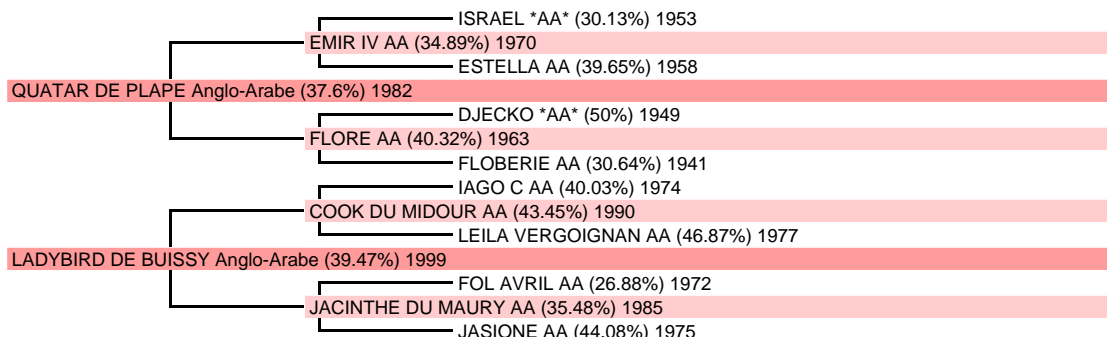 ISRAEL *AA* (30.13%) 1953
EMIR IV AA (34.89%) 1970
ESTELLA AA (39.65%) 1958
QUATAR DE PLAPE Anglo-Arabe (37.6%) 1982
DJECKO *AA* (50%) 1949
FLORE AA (40.32%) 1963
FLOBERIE AA (30.64%) 1941
IAGO C AA (40.03%) 1974
COOK DU MIDOUR AA (43.45%) 1990
LEILA VERGOIGNAN AA (46.87%) 1977
LADYBIRD DE BUISSY Anglo-Arabe (39.47%) 1999
FOL AVRIL AA (26.88%) 1972
JACINTHE DU MAURY AA (35.48%) 1985
JASIONE AA (44.08%) 1975